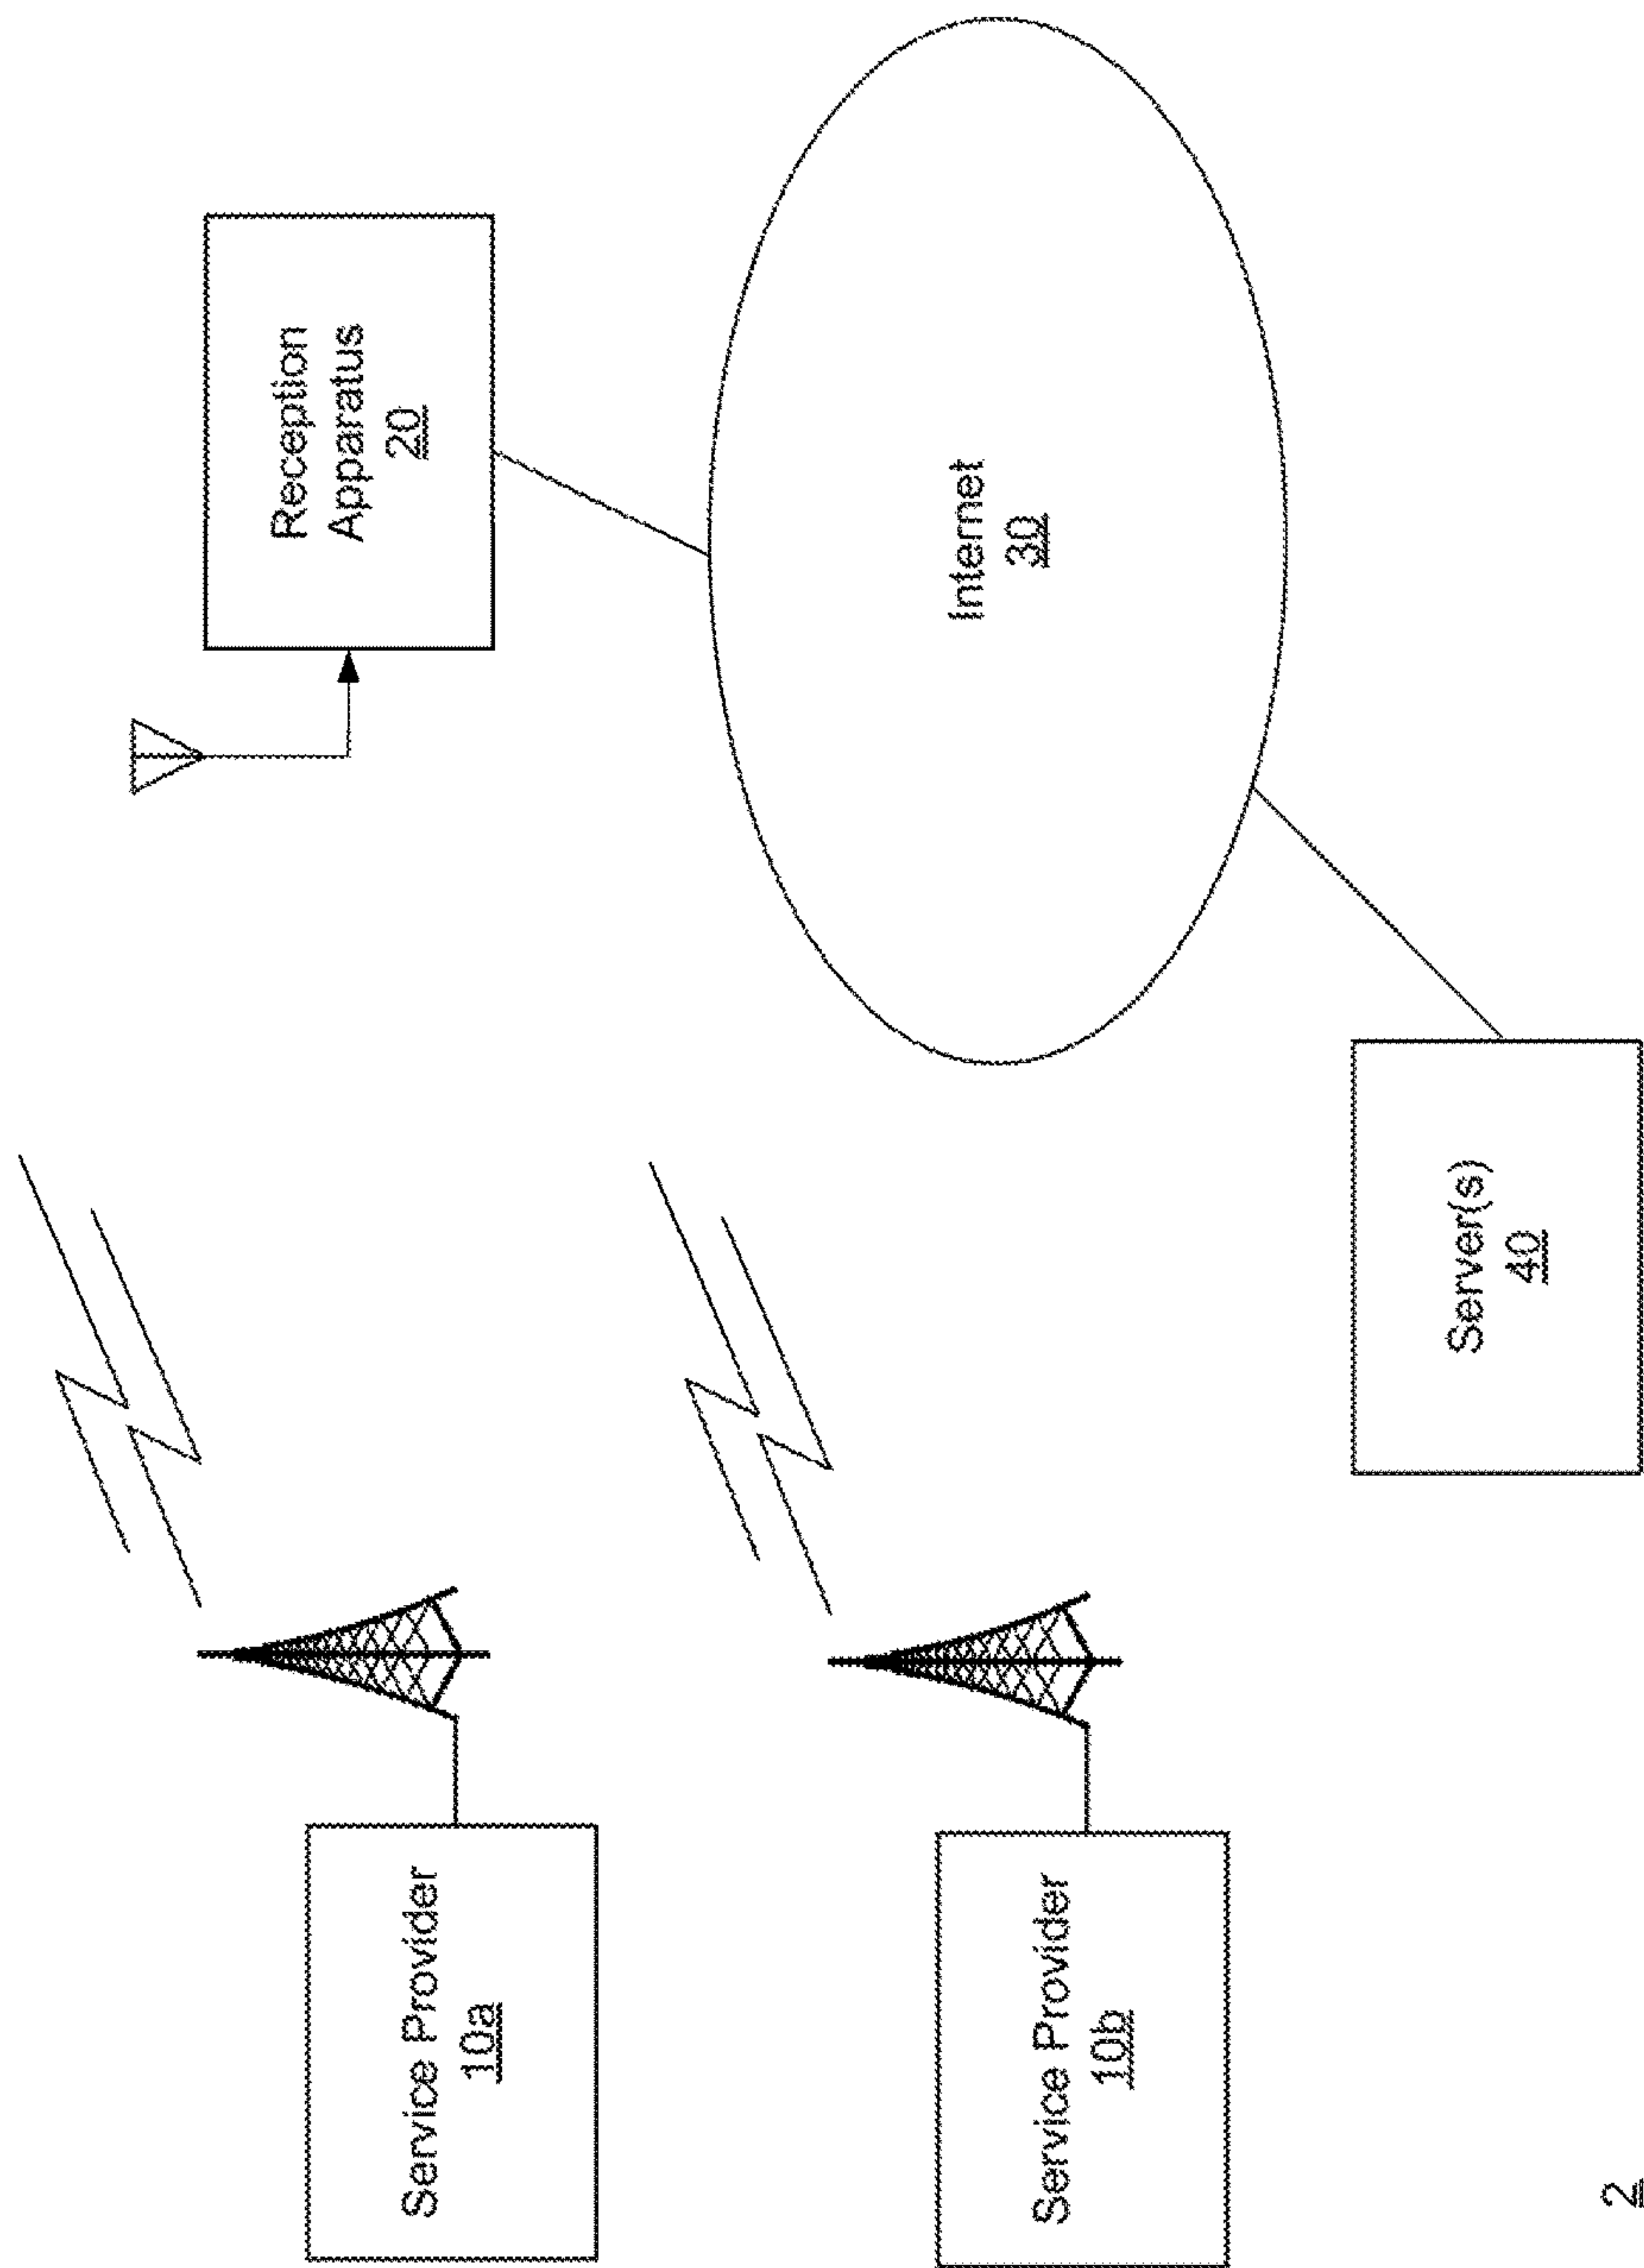 Service Provider
10a
Reception
Apparatus
20
Service Provider
10b
Internet
30
Server(s)
40
2